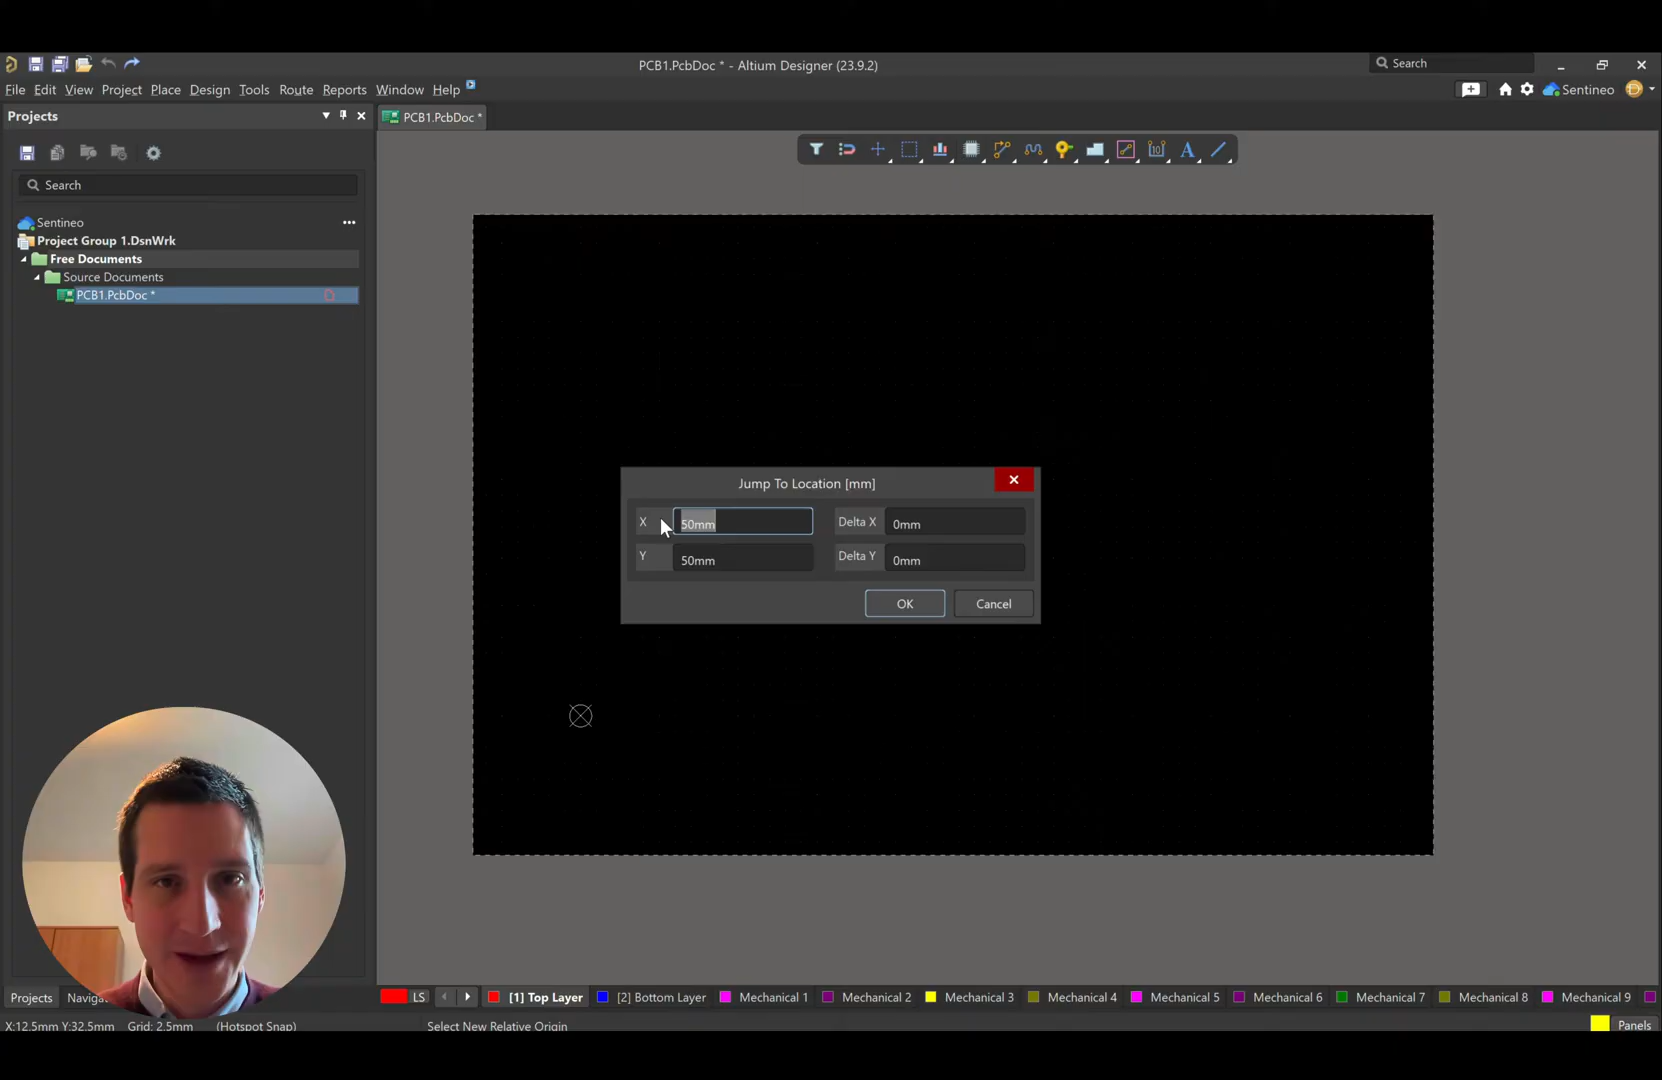 PCB1.PcbDoc * - Altium Designer (23.9.2)
Search
File Edit View Project Place Design Tools Route Reports Window Help
Sentineo
Projects
PCB1.PcbDoc *
Search
Sentineo
Project Group 1.DsnWrk
Free Documents
Source Documents
PCB1.PcbDoc *
Jump To Location [mm]
X 50mm Delta X 0mm
Y 50mm Delta Y 0mm
OK Cancel
Projects
LS [1] Top Layer [2] Bottom Layer Mechanical 1 Mechanical 2 Mechanical 3 Mechanical 4 Mechanical 5 Mechanical 6 Mechanical 7 Mechanical 8 Mechanical 9
X:12.5mm Y:32.5mm Grid: 2.5mm (Hotspot Snap) Select New Relative Origin
Panels